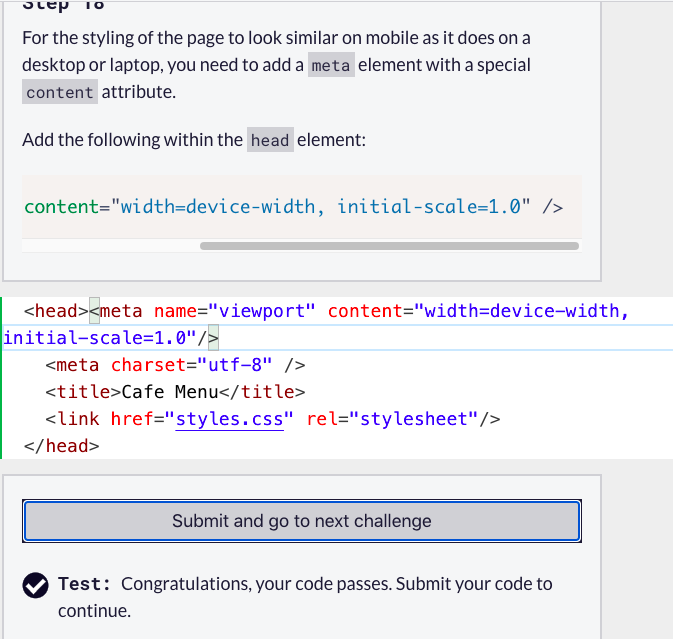 Step 18
For the styling of the page to look similar on mobile as it does on a
desktop or laptop, you need to add a meta element with a special
content attribute.
Add the following within the head element:
content="width=device-width, initial-scale=1.0" />
<head><meta name="viewport" content="width=device-width,
initial-scale=1.0"/>
<meta charset="utf-8" />
<title>Cafe Menu</title>
<link href="styles.css" rel="stylesheet"/>
</head>
Submit and go to next challenge
Test: Congratulations, your code passes. Submit your code to
continue.